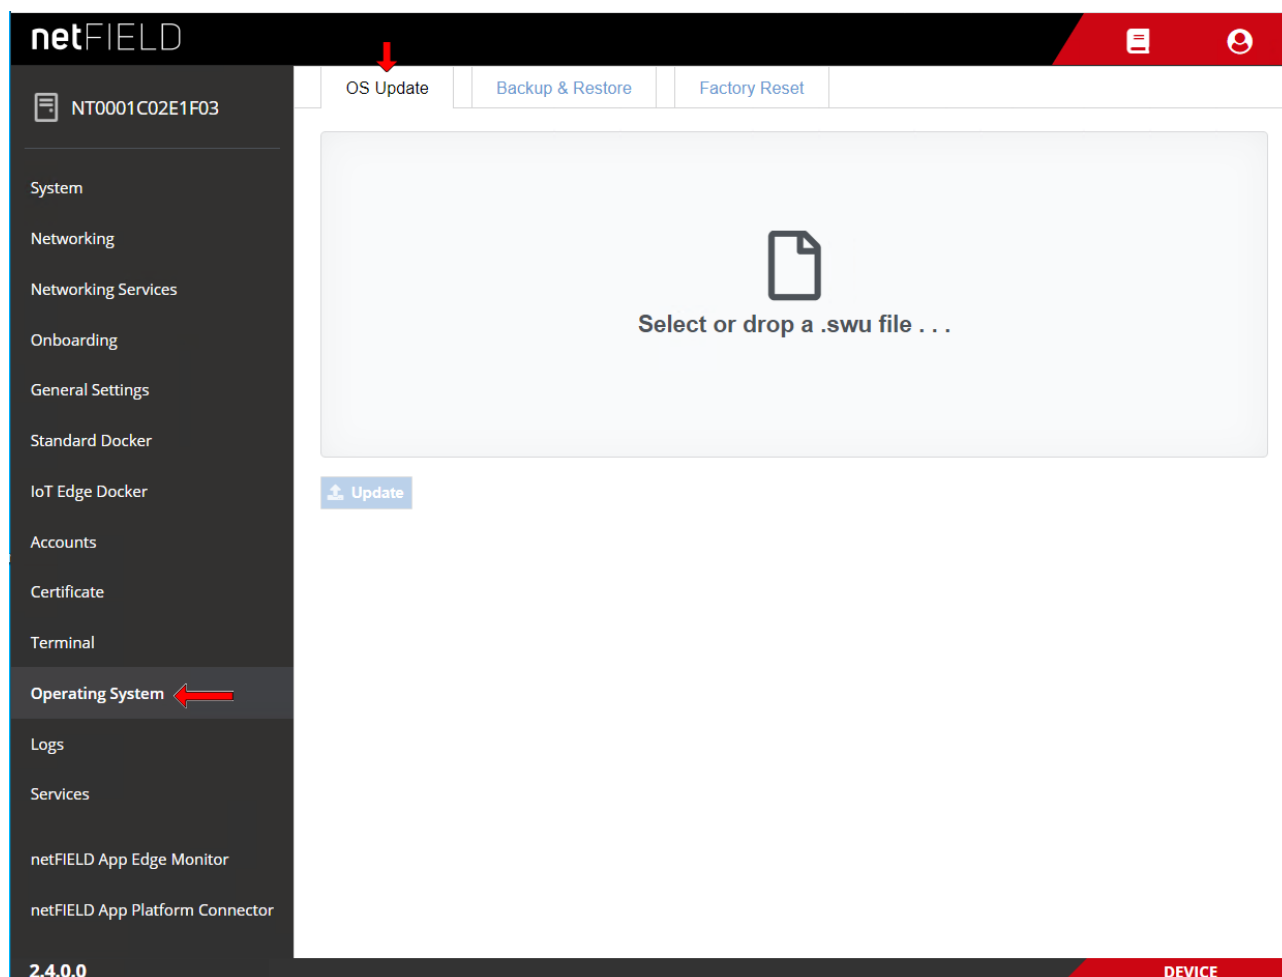 netFIELD
OS Update
Backup & Restore
Factory Reset
NT0001C02E1F03
System
Networking
Networking Services
Onboarding
General Settings
Standard Docker
IoT Edge Docker
Accounts
Certificate
Terminal
Operating System
Logs
Services
netFIELD App Edge Monitor
netFIELD App Platform Connector
2.4.0.0
Select or drop a .swu file . . .
Update
DEVICE